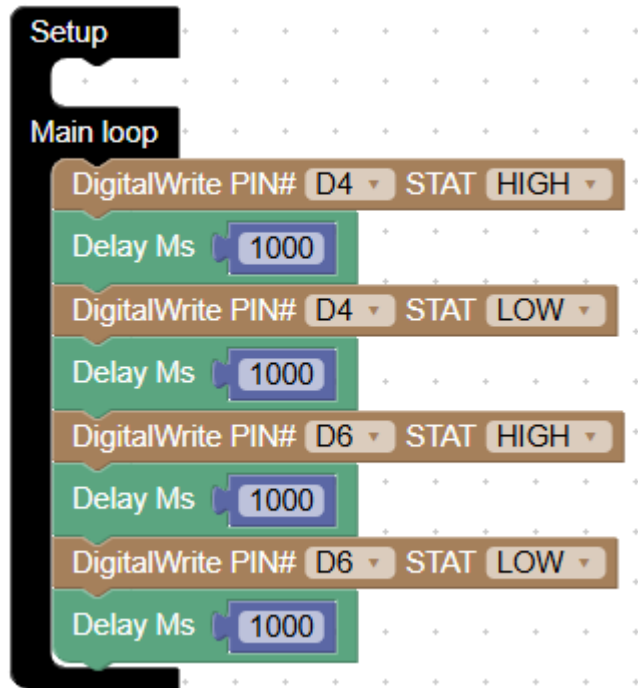 Setup
Main loop
DigitalWrite PIN# D4 STAT HIGH
Delay Ms 1000
DigitalWrite PIN# D4 STAT LOW
Delay Ms 1000
DigitalWrite PIN# D6 STAT HIGH
Delay Ms 1000
DigitalWrite PIN# D6 STAT LOW
Delay Ms 1000